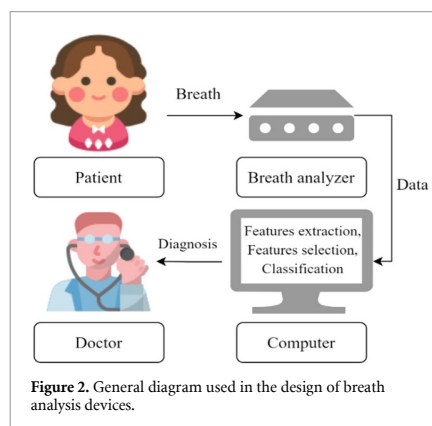 Breath
Patient
Breath analyzer
Data
Features extraction,
Features selection,
Classification
Diagnosis
Doctor
Computer
Figure 2. General diagram used in the design of breath
analysis devices.